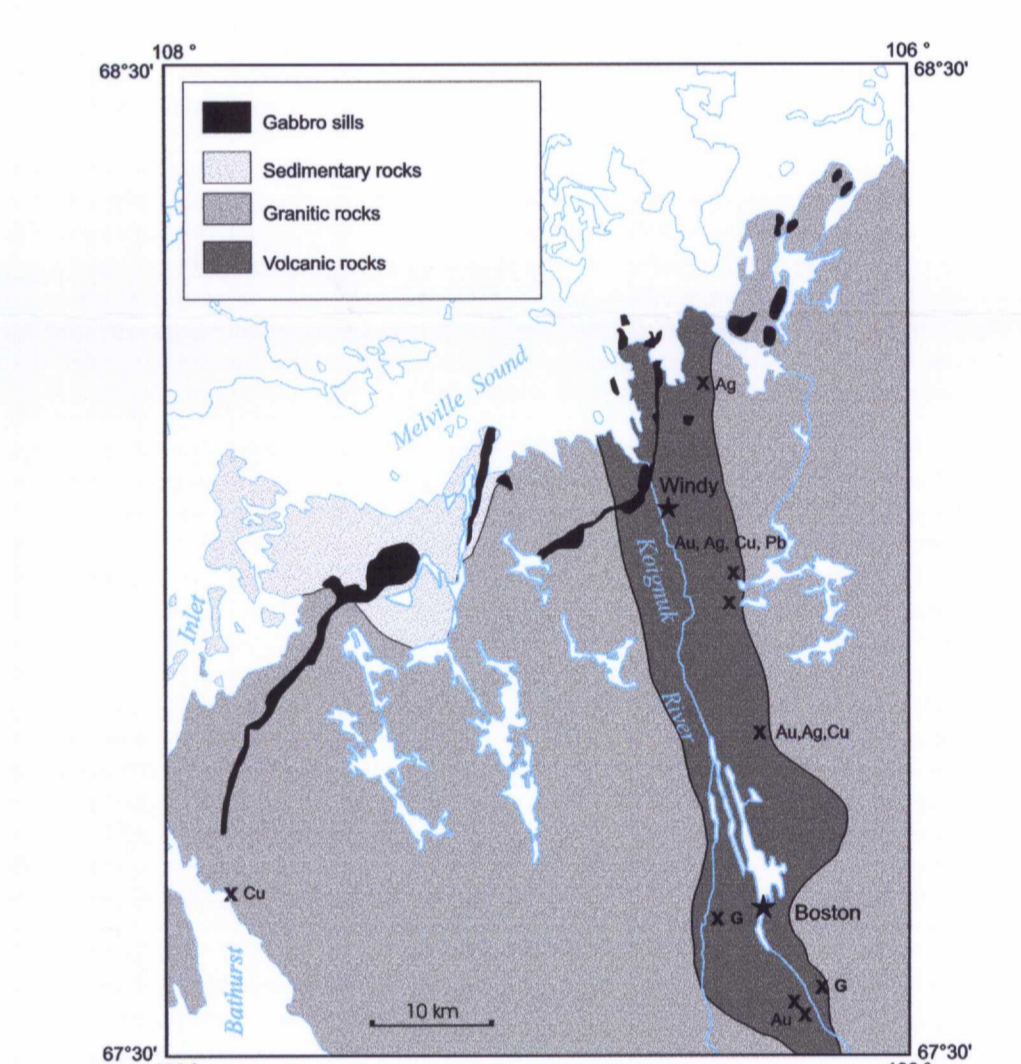 108 °
106 °
68°30'
68°30'
Gabbro sills
Sedimentary rocks
Granitic rocks
Volcanic rocks
Melville Sound
Ag
Windy
Au, Ag, Cu, Pb
Koignuk
River
Inlet
Au,Ag,Cu
Cu
G
Boston
Bathurst
10 km
G
Au
67°30'
67°30'